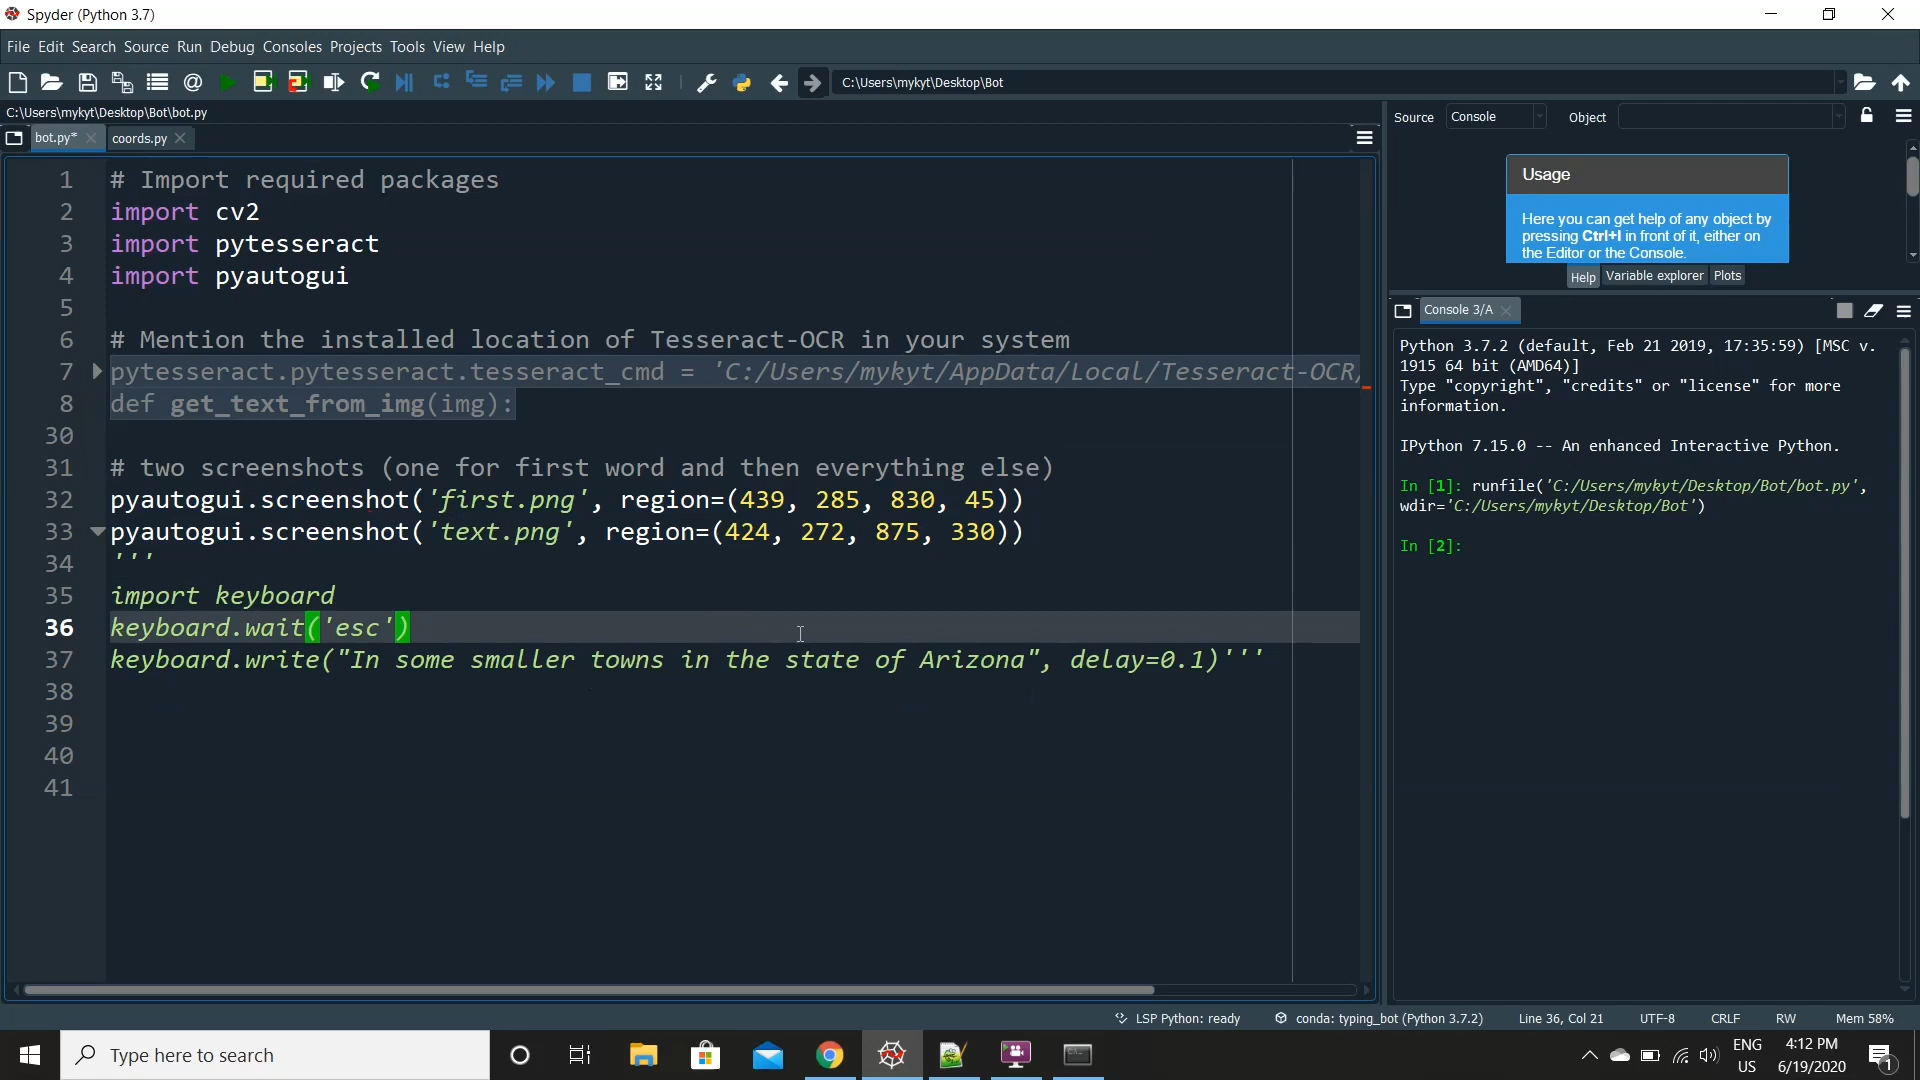 Spyder (Python 3.7)
File Edit Search Source Run Debug Consoles Projects Tools View Help
C:\Users\mykyt\Desktop\Bot
C:\Users\mykyt\Desktop\Bot\bot.py
bot.py*
coords.py
1 # Import required packages
2 import cv2
3 import pytesseract
4 import pyautogui
5
6 # Mention the installed location of Tesseract-OCR in your system
7 pytesseract.pytesseract.tesseract_cmd = 'C:/Users/mykyt/AppData/Local/Tesseract-OCR/
8 def get_text_from_img(img):
30
31 # two screenshots (one for first word and then everything else)
32 pyautogui.screenshot('first.png', region=(439, 285, 830, 45))
33 pyautogui.screenshot('text.png', region=(424, 272, 875, 330))
34 '''
35 import keyboard
36 keyboard.wait('esc')
37 keyboard.write("In some smaller towns in the state of Arizona", delay=0.1)'''
38
39
40
41
Source Console Object
Usage
Here you can get help of any object by
pressing Ctrl+I in front of it, either on
the Editor or the Console.
Help Variable explorer Plots
Console 3/A
Python 3.7.2 (default, Feb 21 2019, 17:35:59) [MSC v.
1915 64 bit (AMD64)]
Type "copyright", "credits" or "license" for more
information.
IPython 7.15.0 -- An enhanced Interactive Python.
In [1]: runfile('C:/Users/mykyt/Desktop/Bot/bot.py',
wdir='C:/Users/mykyt/Desktop/Bot')
In [2]:
LSP Python: ready conda: typing_bot (Python 3.7.2) Line 36, Col 21 UTF-8 CRLF RW Mem 58%
Type here to search
ENG
US
4:12 PM
6/19/2020
1